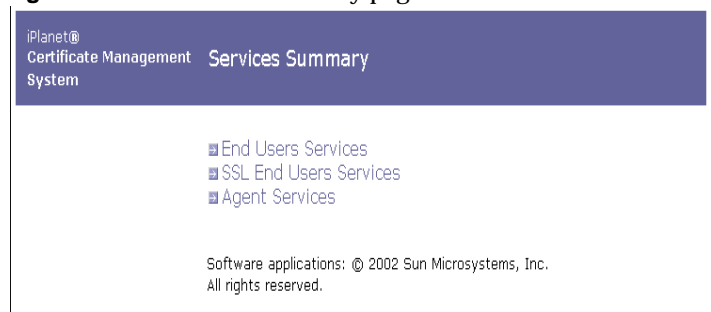 iPlanet®
Certificate Management
System
Services Summary
End Users Services
SSL End Users Services
Agent Services
Software applications: © 2002 Sun Microsystems, Inc.
All rights reserved.